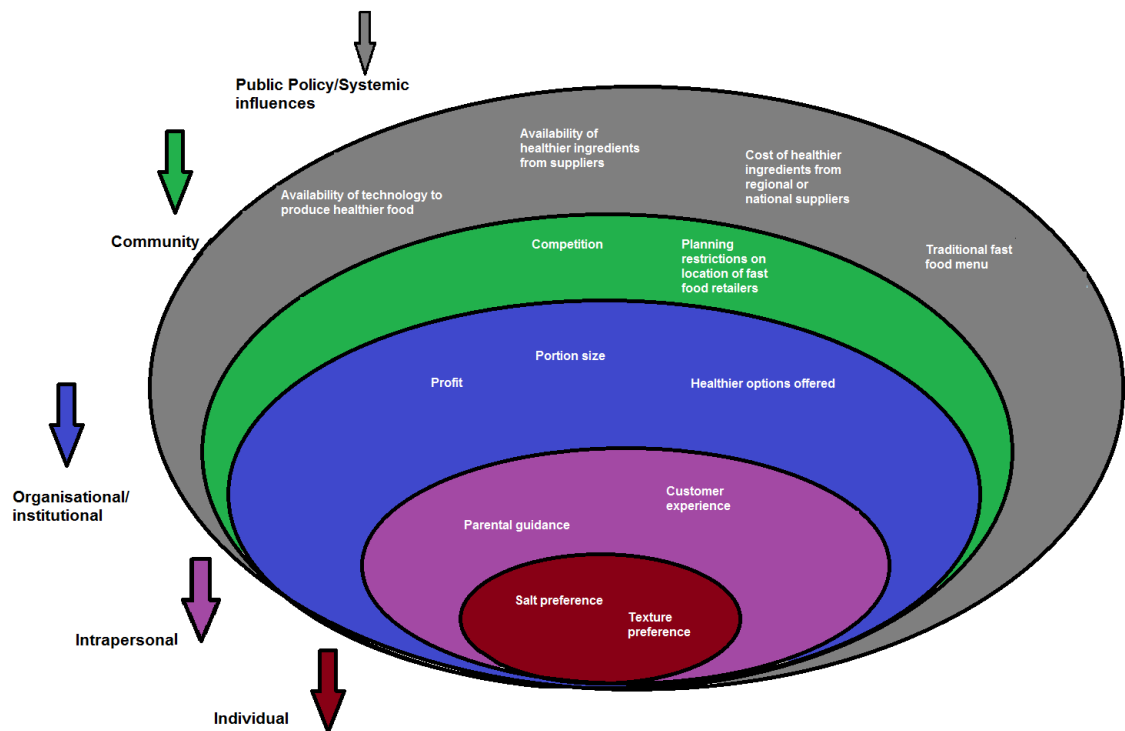 Public Policy/Systemic
influences
Availability of
healthier ingredients
from suppliers
Cost of healthier
ingredients from
regional or
national suppliers
Availability of technology to
produce healthier food
Community
Competition
Planning
restrictions on
location of fast
food retailers
Traditional fast
food menu
Portion size
Profit
Healthier options offered
Organisational/
institutional
Customer
experience
Parental guidance
Salt preference
Texture
preference
Intrapersonal
Individual